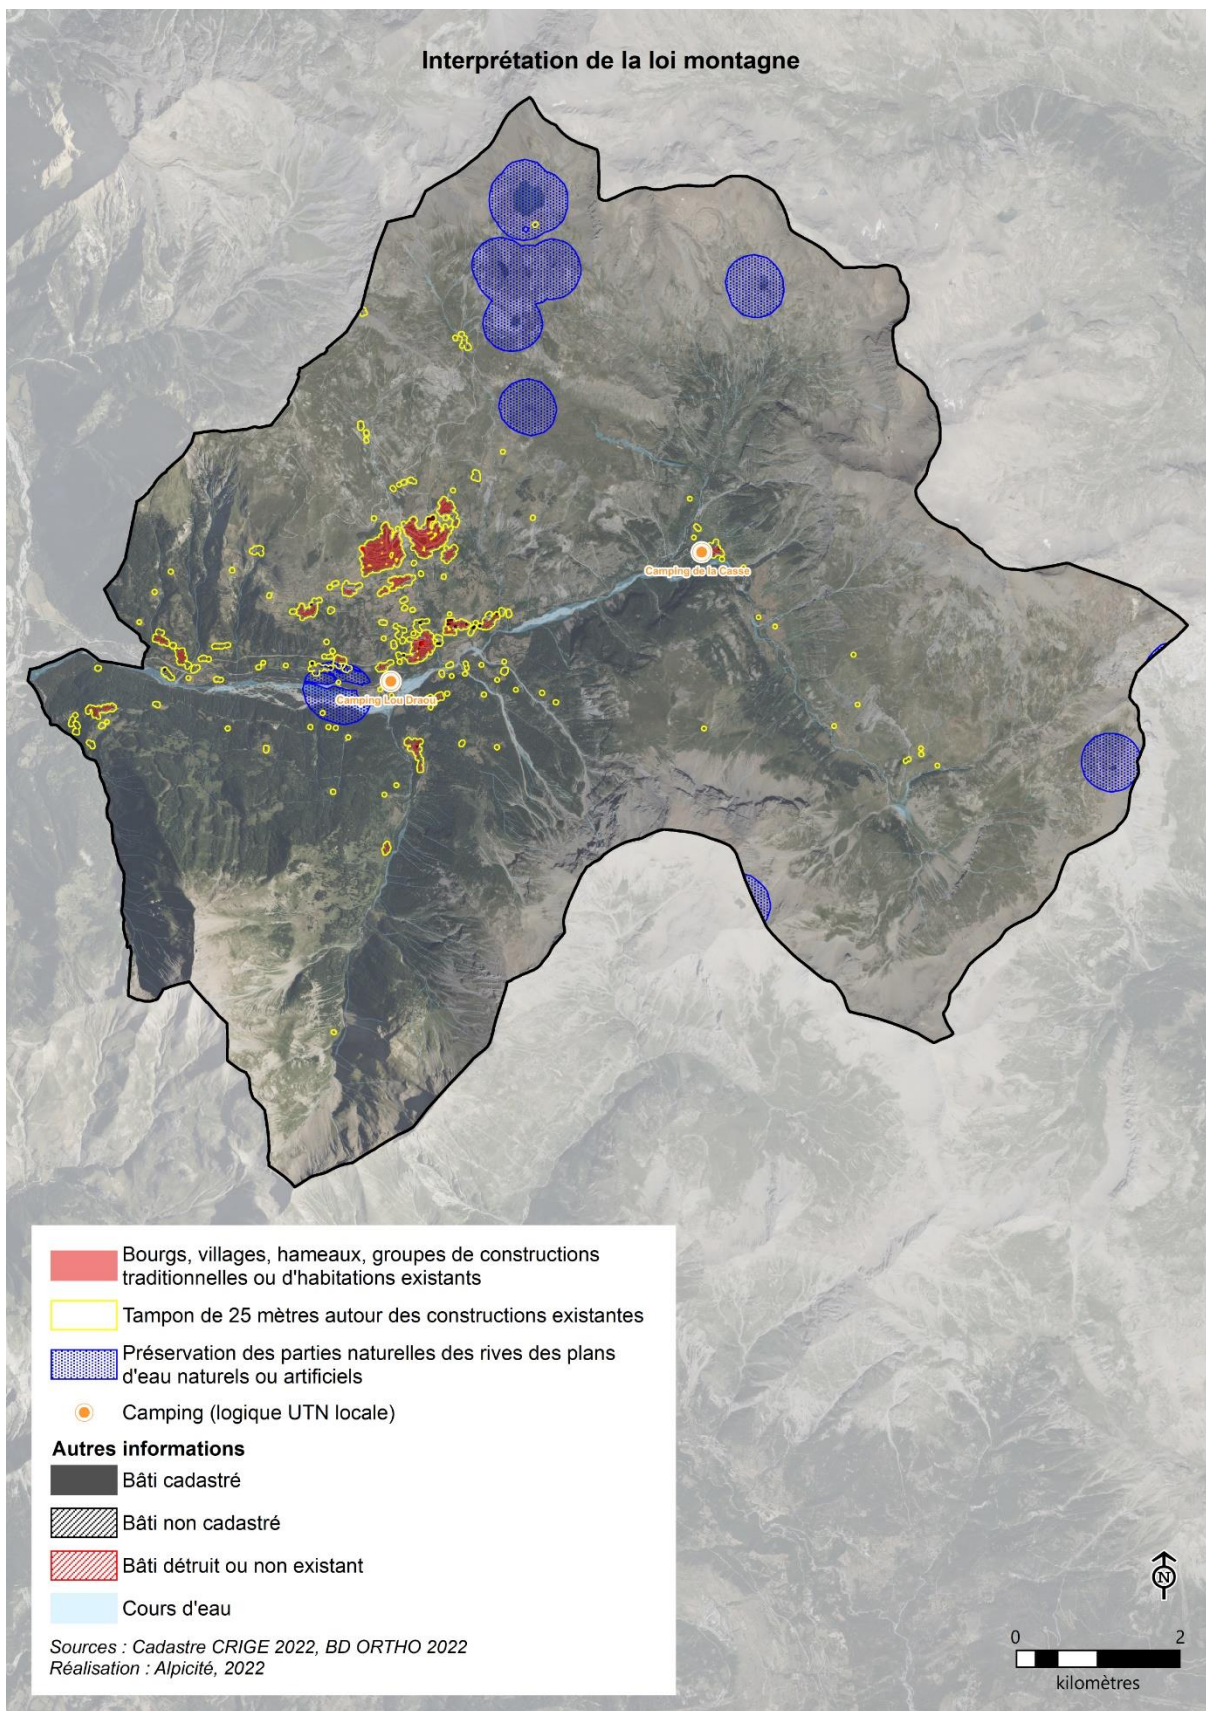 Interprétation de la loi montagne
Camping de la Casse
Camping Lou Draou
Bourgs, villages, hameaux, groupes de constructions
traditionnelles ou d'habitations existants
Tampon de 25 mètres autour des constructions existantes
Préservation des parties naturelles des rives des plans
d'eau naturels ou artificiels
Camping (logique UTN locale)
Autres informations
Bâti cadastré
Bâti non cadastré
Bâti détruit ou non existant
Cours d'eau
Sources : Cadastre CRIGE 2022, BD ORTHO 2022
Réalisation : Alpicité, 2022
N
0 2
kilomètres